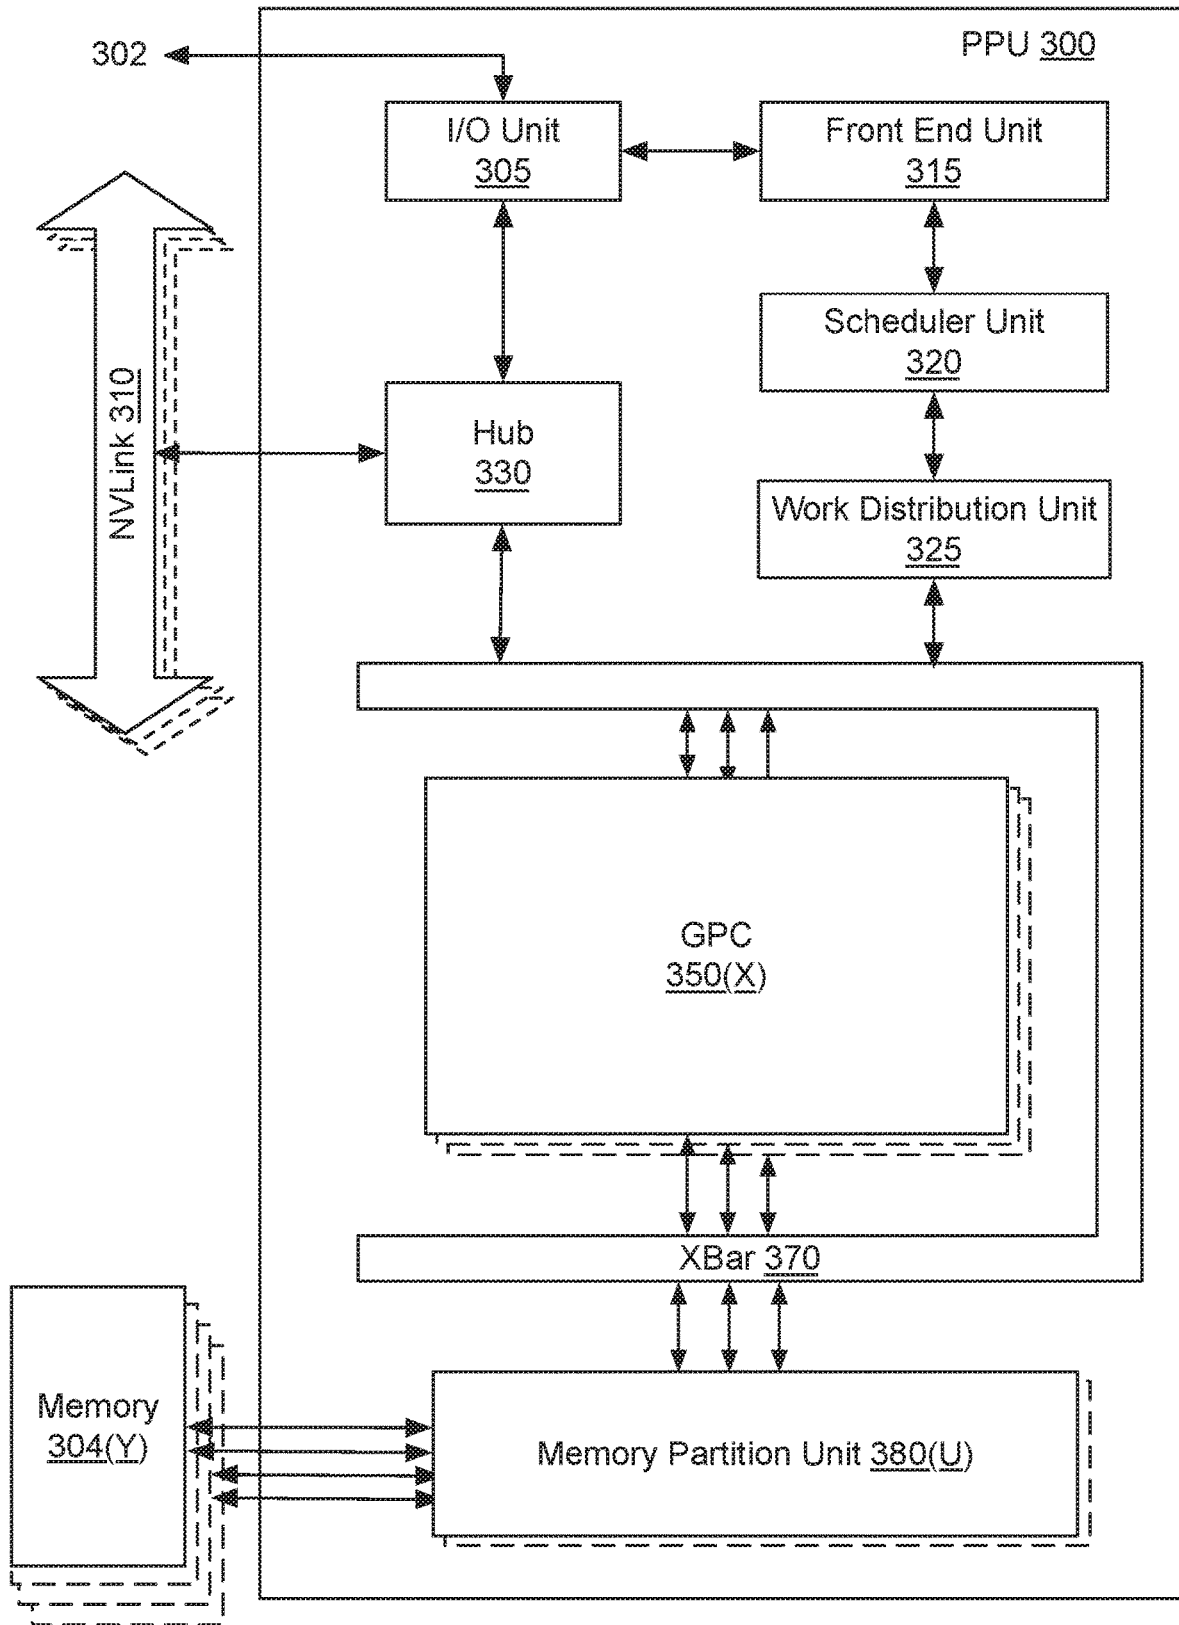 PPU 300
302
I/O Unit
305
Front End Unit
315
Scheduler Unit
320
NVLink 310
Hub
330
Work Distribution Unit
325
GPC
350(X)
XBar 370
Memory
304(Y)
Memory Partition Unit 380(U)